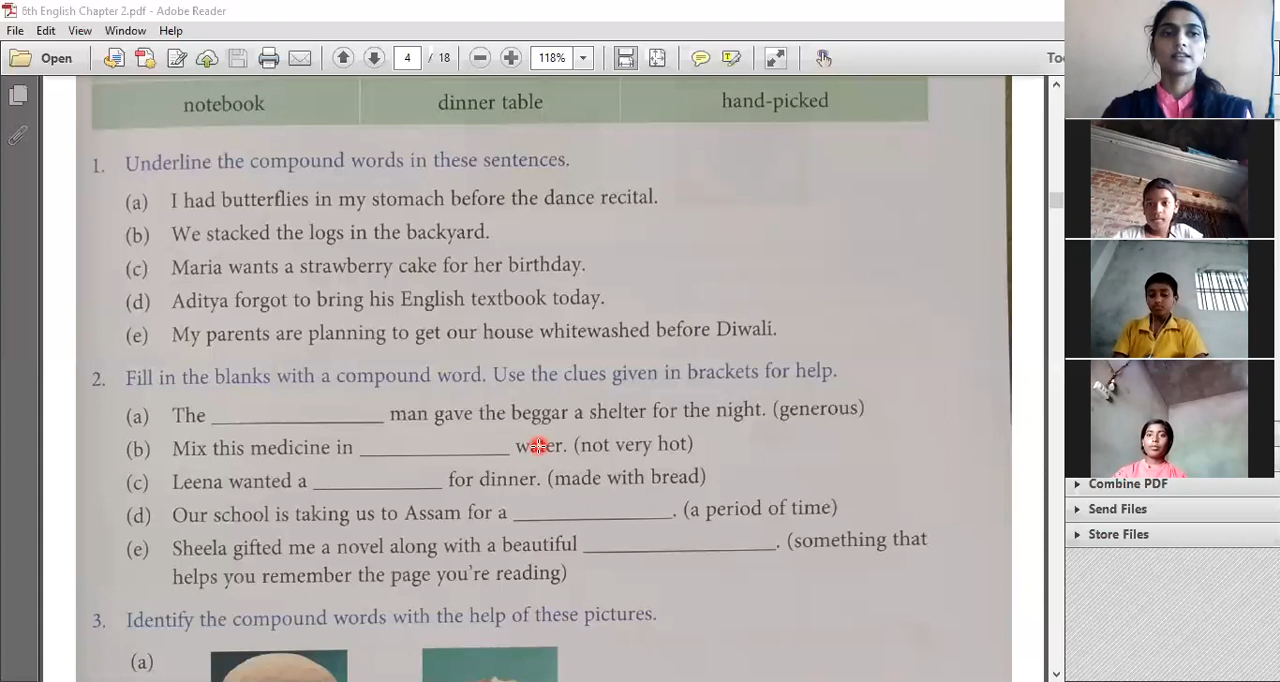 6th English Chapter 2.pdf - Adobe Reader
File Edit View Window Help
Open 4 / 18 118%
notebook dinner table hand-picked
1. Underline the compound words in these sentences.
(a) I had butterflies in my stomach before the dance recital.
(b) We stacked the logs in the backyard.
(c) Maria wants a strawberry cake for her birthday.
(d) Aditya forgot to bring his English textbook today.
(e) My parents are planning to get our house whitewashed before Diwali.
2. Fill in the blanks with a compound word. Use the clues given in brackets for help.
(a) The ________________ man gave the beggar a shelter for the night. (generous)
(b) Mix this medicine in ______________ water. (not very hot)
(c) Leena wanted a ____________ for dinner. (made with bread)
(d) Our school is taking us to Assam for a _______________. (a period of time)
(e) Sheela gifted me a novel along with a beautiful __________________. (something that
helps you remember the page you're reading)
3. Identify the compound words with the help of these pictures.
(a)
Combine PDF
Send Files
Store Files